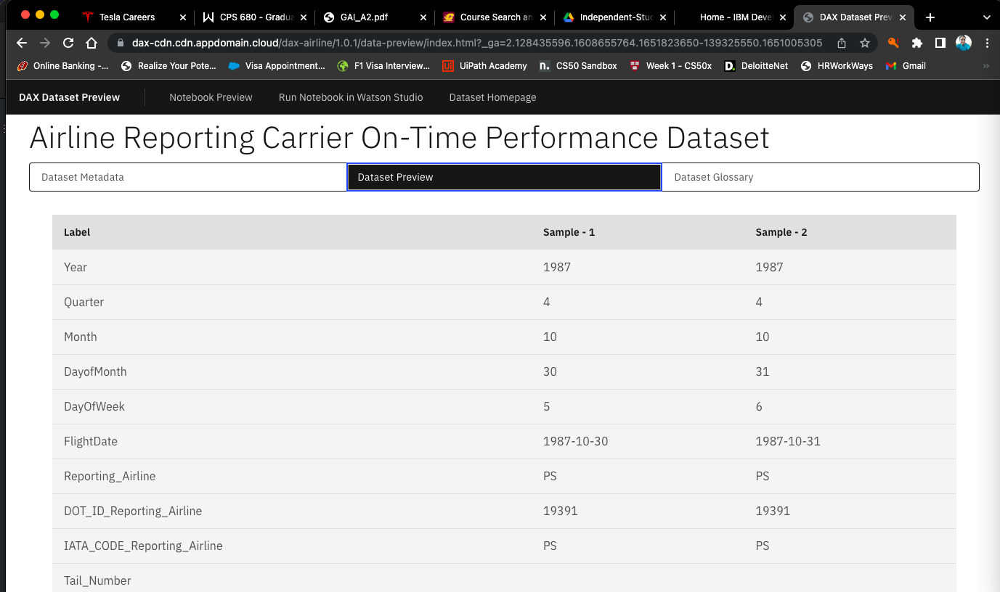 Tesla Careers CPS 680 - Gradua GAI_A2.pdf Course Search an Independent-Stud Home - IBM Deve DAX Dataset Prev
dax-cdn.cdn.appdomain.cloud/dax-airline/1.0.1/data-preview/index.html?_ga=2.128435596.1608655764.1651823650-139325550.1651005305
Online Banking -... Realize Your Pote... Visa Appointment... F1 Visa Interview... Ui UiPath Academy n. CS50 Sandbox Week 1 - CS50x D. DeloitteNet HRWorkWays Gmail »
DAX Dataset Preview Notebook Preview Run Notebook in Watson Studio Dataset Homepage
Airline Reporting Carrier On-Time Performance Dataset
Dataset Metadata Dataset Preview Dataset Glossary
Label Sample - 1 Sample - 2
Year 1987 1987
Quarter 4 4
Month 10 10
DayofMonth 30 31
DayOfWeek 5 6
FlightDate 1987-10-30 1987-10-31
Reporting_Airline PS PS
DOT_ID_Reporting_Airline 19391 19391
IATA_CODE_Reporting_Airline PS PS
Tail_Number